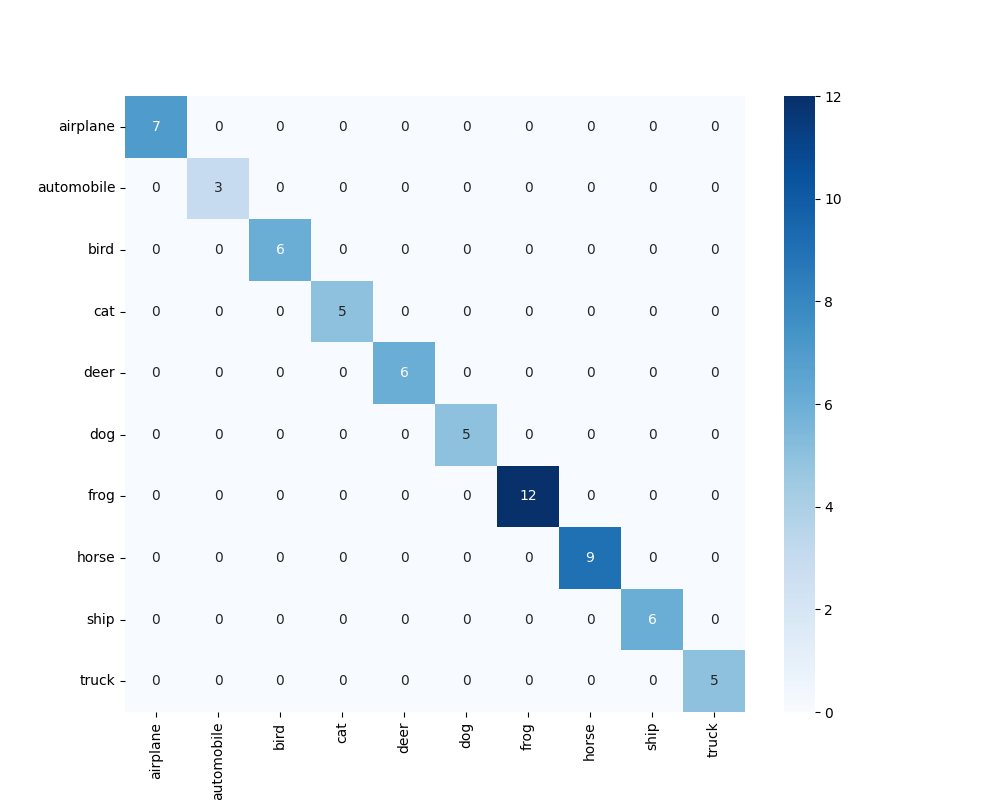 airplane 7 0 0 0 0 0 0 0 0 0
automobile 0 3 0 0 0 0 0 0 0 0
bird 0 0 6 0 0 0 0 0 0 0
cat 0 0 0 5 0 0 0 0 0 0
deer 0 0 0 0 6 0 0 0 0 0
dog 0 0 0 0 0 5 0 0 0 0
frog 0 0 0 0 0 0 12 0 0 0
horse 0 0 0 0 0 0 0 9 0 0
ship 0 0 0 0 0 0 0 0 6 0
truck 0 0 0 0 0 0 0 0 0 5
airplane automobile bird cat deer dog frog horse ship truck
12
10
8
6
4
2
0